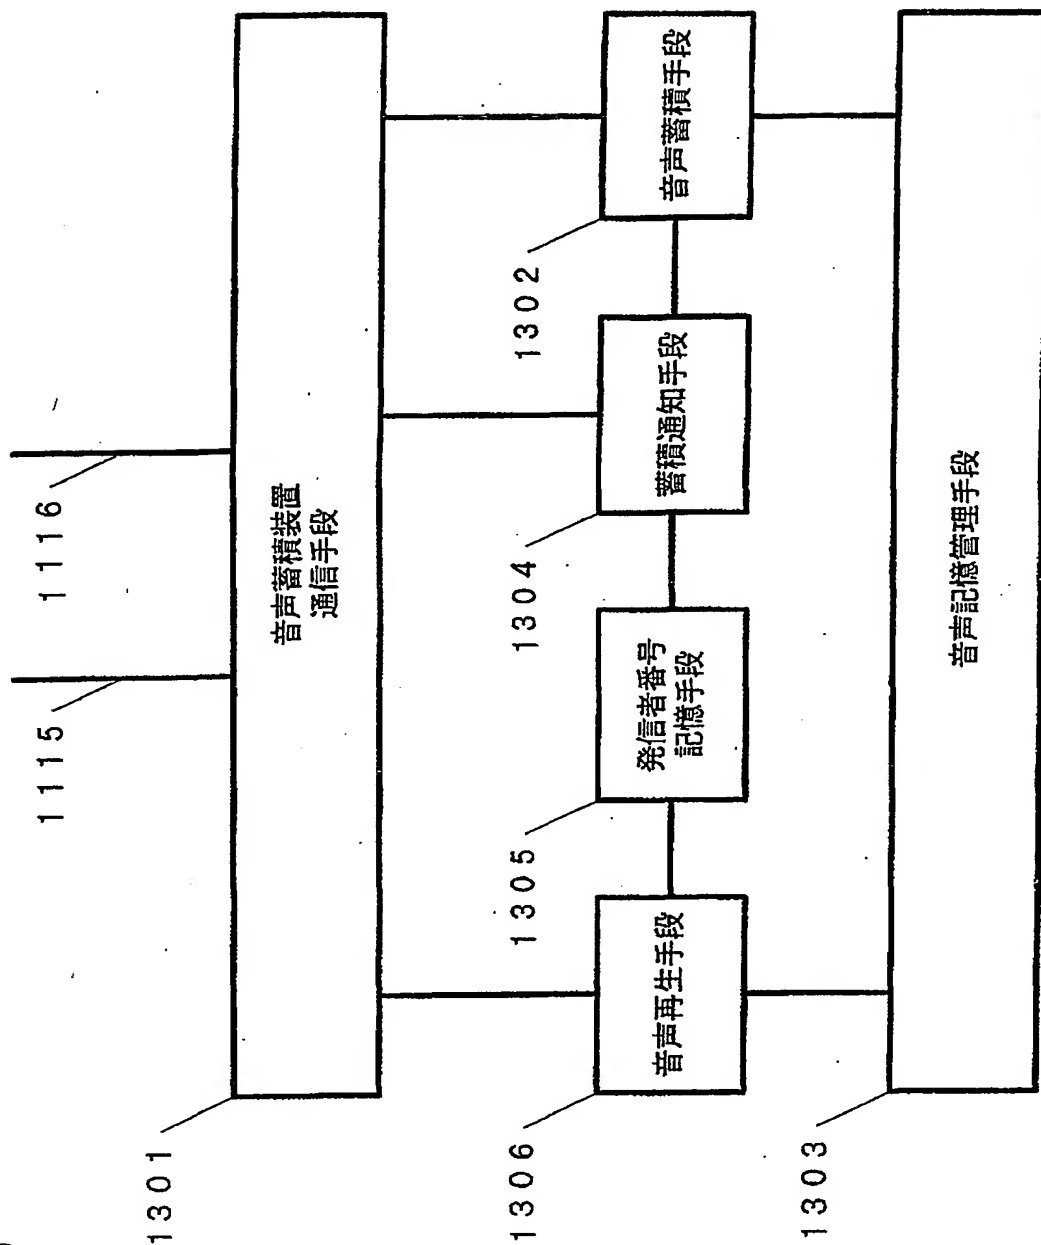 1115
1116
1301
音声蓄積装置
通信手段
1306
音声再生手段
1305
発信者番号
記憶手段
1304
蓄積通知手段
1302
音声蓄積手段
1303
音声記憶管理手段